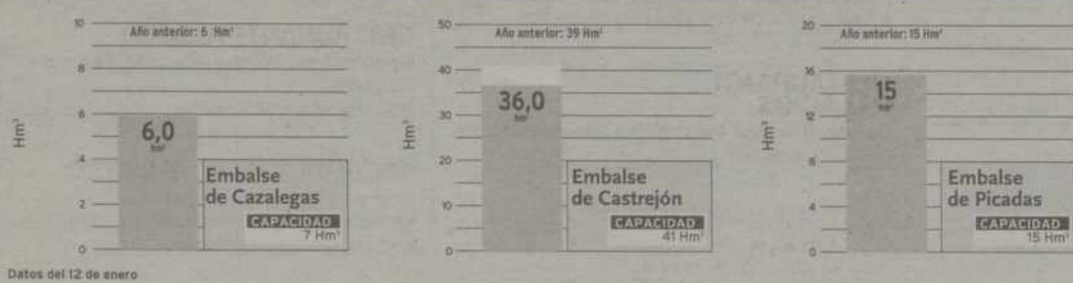 Hm³
10
8
6
4
2
0
Año anterior: 6 Hm³
6,0
hm³
Embalse
de Cazalegas
CAPACIDAD
7 Hm³
Hm³
50
40
30
20
10
0
Año anterior: 39 Hm³
36,0
hm³
Embalse
de Castrejón
CAPACIDAD
41 Hm³
Hm³
20
16
12
8
4
0
Año anterior: 15 Hm³
15
hm³
Embalse
de Picadas
CAPACIDAD
15 Hm³
Datos del 12 de enero